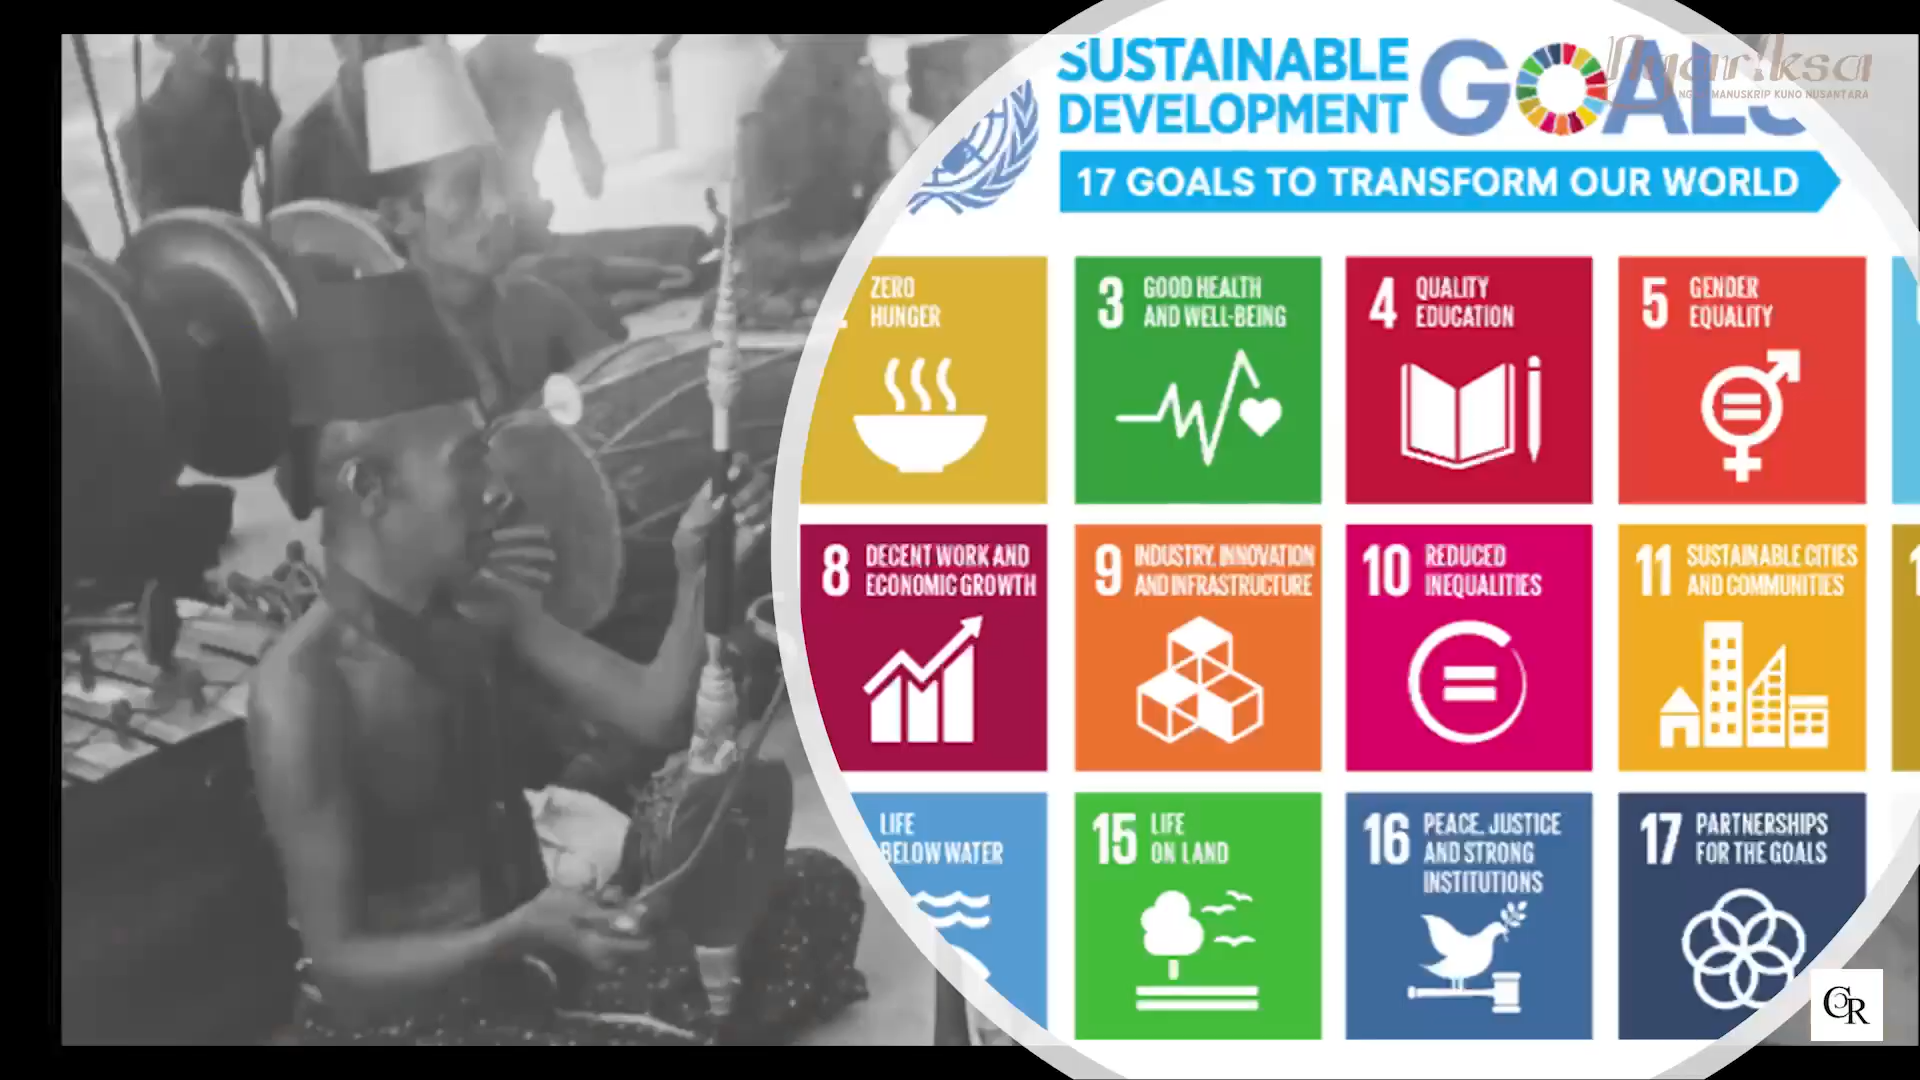 SUSTAINABLE
DEVELOPMENT
GOALS
Ngariksa
MANUSKRIP KUNO NUSANTARA
17 GOALS TO TRANSFORM OUR WORLD
ZERO
HUNGER
3 GOOD HEALTH
AND WELL-BEING
4 QUALITY
EDUCATION
5 GENDER
EQUALITY
8 DECENT WORK AND
ECONOMIC GROWTH
9 INDUSTRY, INNOVATION
AND INFRASTRUCTURE
10 REDUCED
INEQUALITIES
11 SUSTAINABLE CITIES
AND COMMUNITIES
LIFE
BELOW WATER
15 LIFE
ON LAND
16 PEACE, JUSTICE
AND STRONG
INSTITUTIONS
17 PARTNERSHIPS
FOR THE GOALS
CR